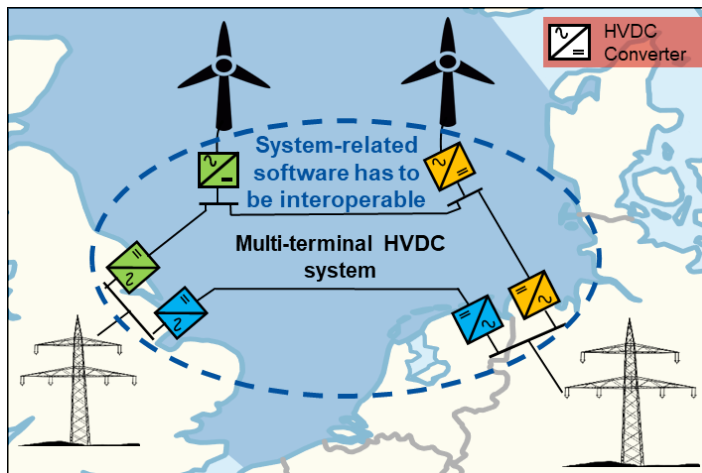 HVDC
Converter
System-related
software has to
be interoperable
Multi-terminal HVDC
system